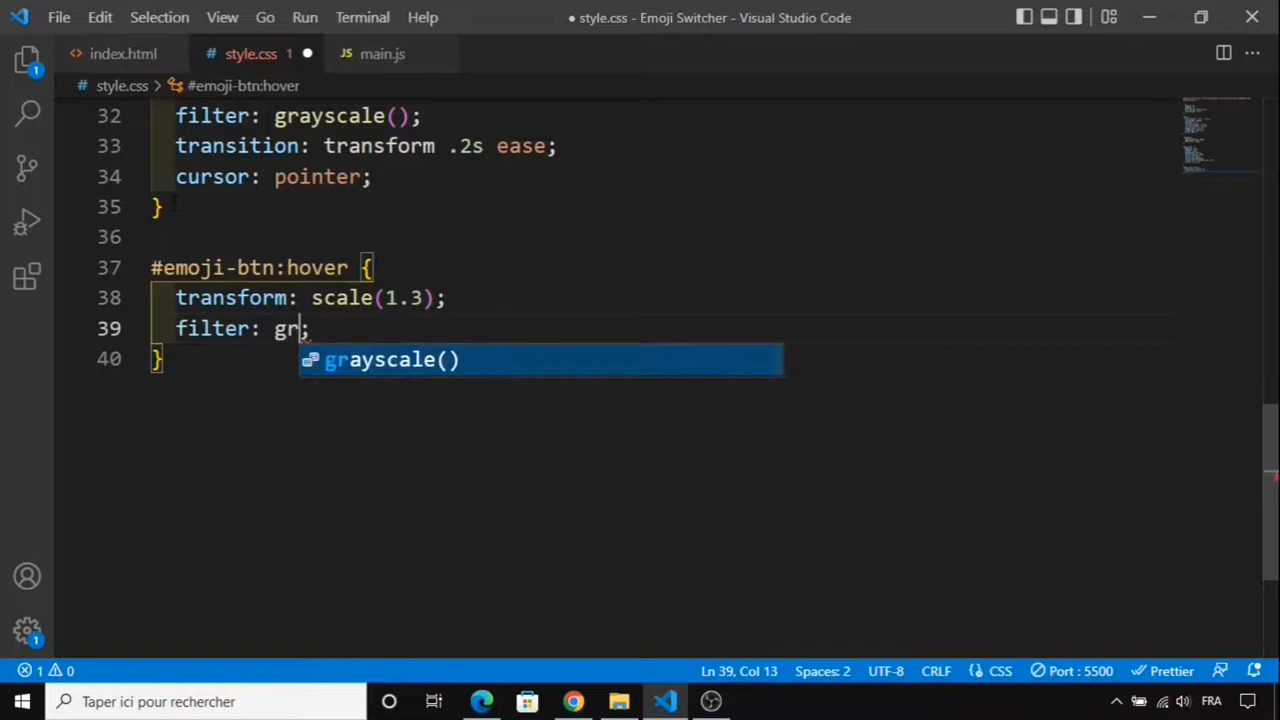 File Edit Selection View Go Run Terminal Help ● style.css - Emoji Switcher - Visual Studio Code
<> index.html # style.css 1 ● JS main.js ···
# style.css > #emoji-btn:hover
32 filter: grayscale();
33 transition: transform .2s ease;
34 cursor: pointer;
35 }
36
37 #emoji-btn:hover {
38 transform: scale(1.3);
39 filter: gr;
grayscale()
40 }
1
1
1 0 Ln 39, Col 13 Spaces: 2 UTF-8 CRLF {} CSS Port : 5500 Prettier
Taper ici pour rechercher FRA